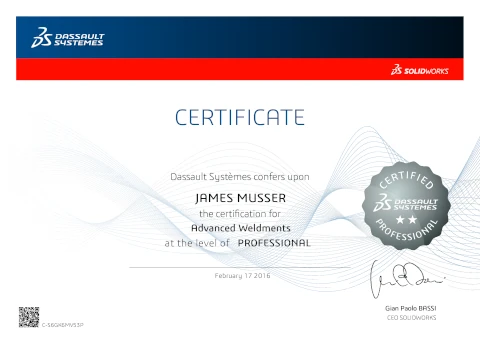 DASSAULT
SYSTEMES
SOLIDWORKS
CERTIFICATE
Dassault Systèmes confers upon
JAMES MUSSER
the certification for
Advanced Weldments
at the level of PROFESSIONAL
February 17 2016
CERTIFIED
DASSAULT
SYSTEMES
PROFESSIONAL
Gian Paolo BASSI
CEO SOLIDWORKS